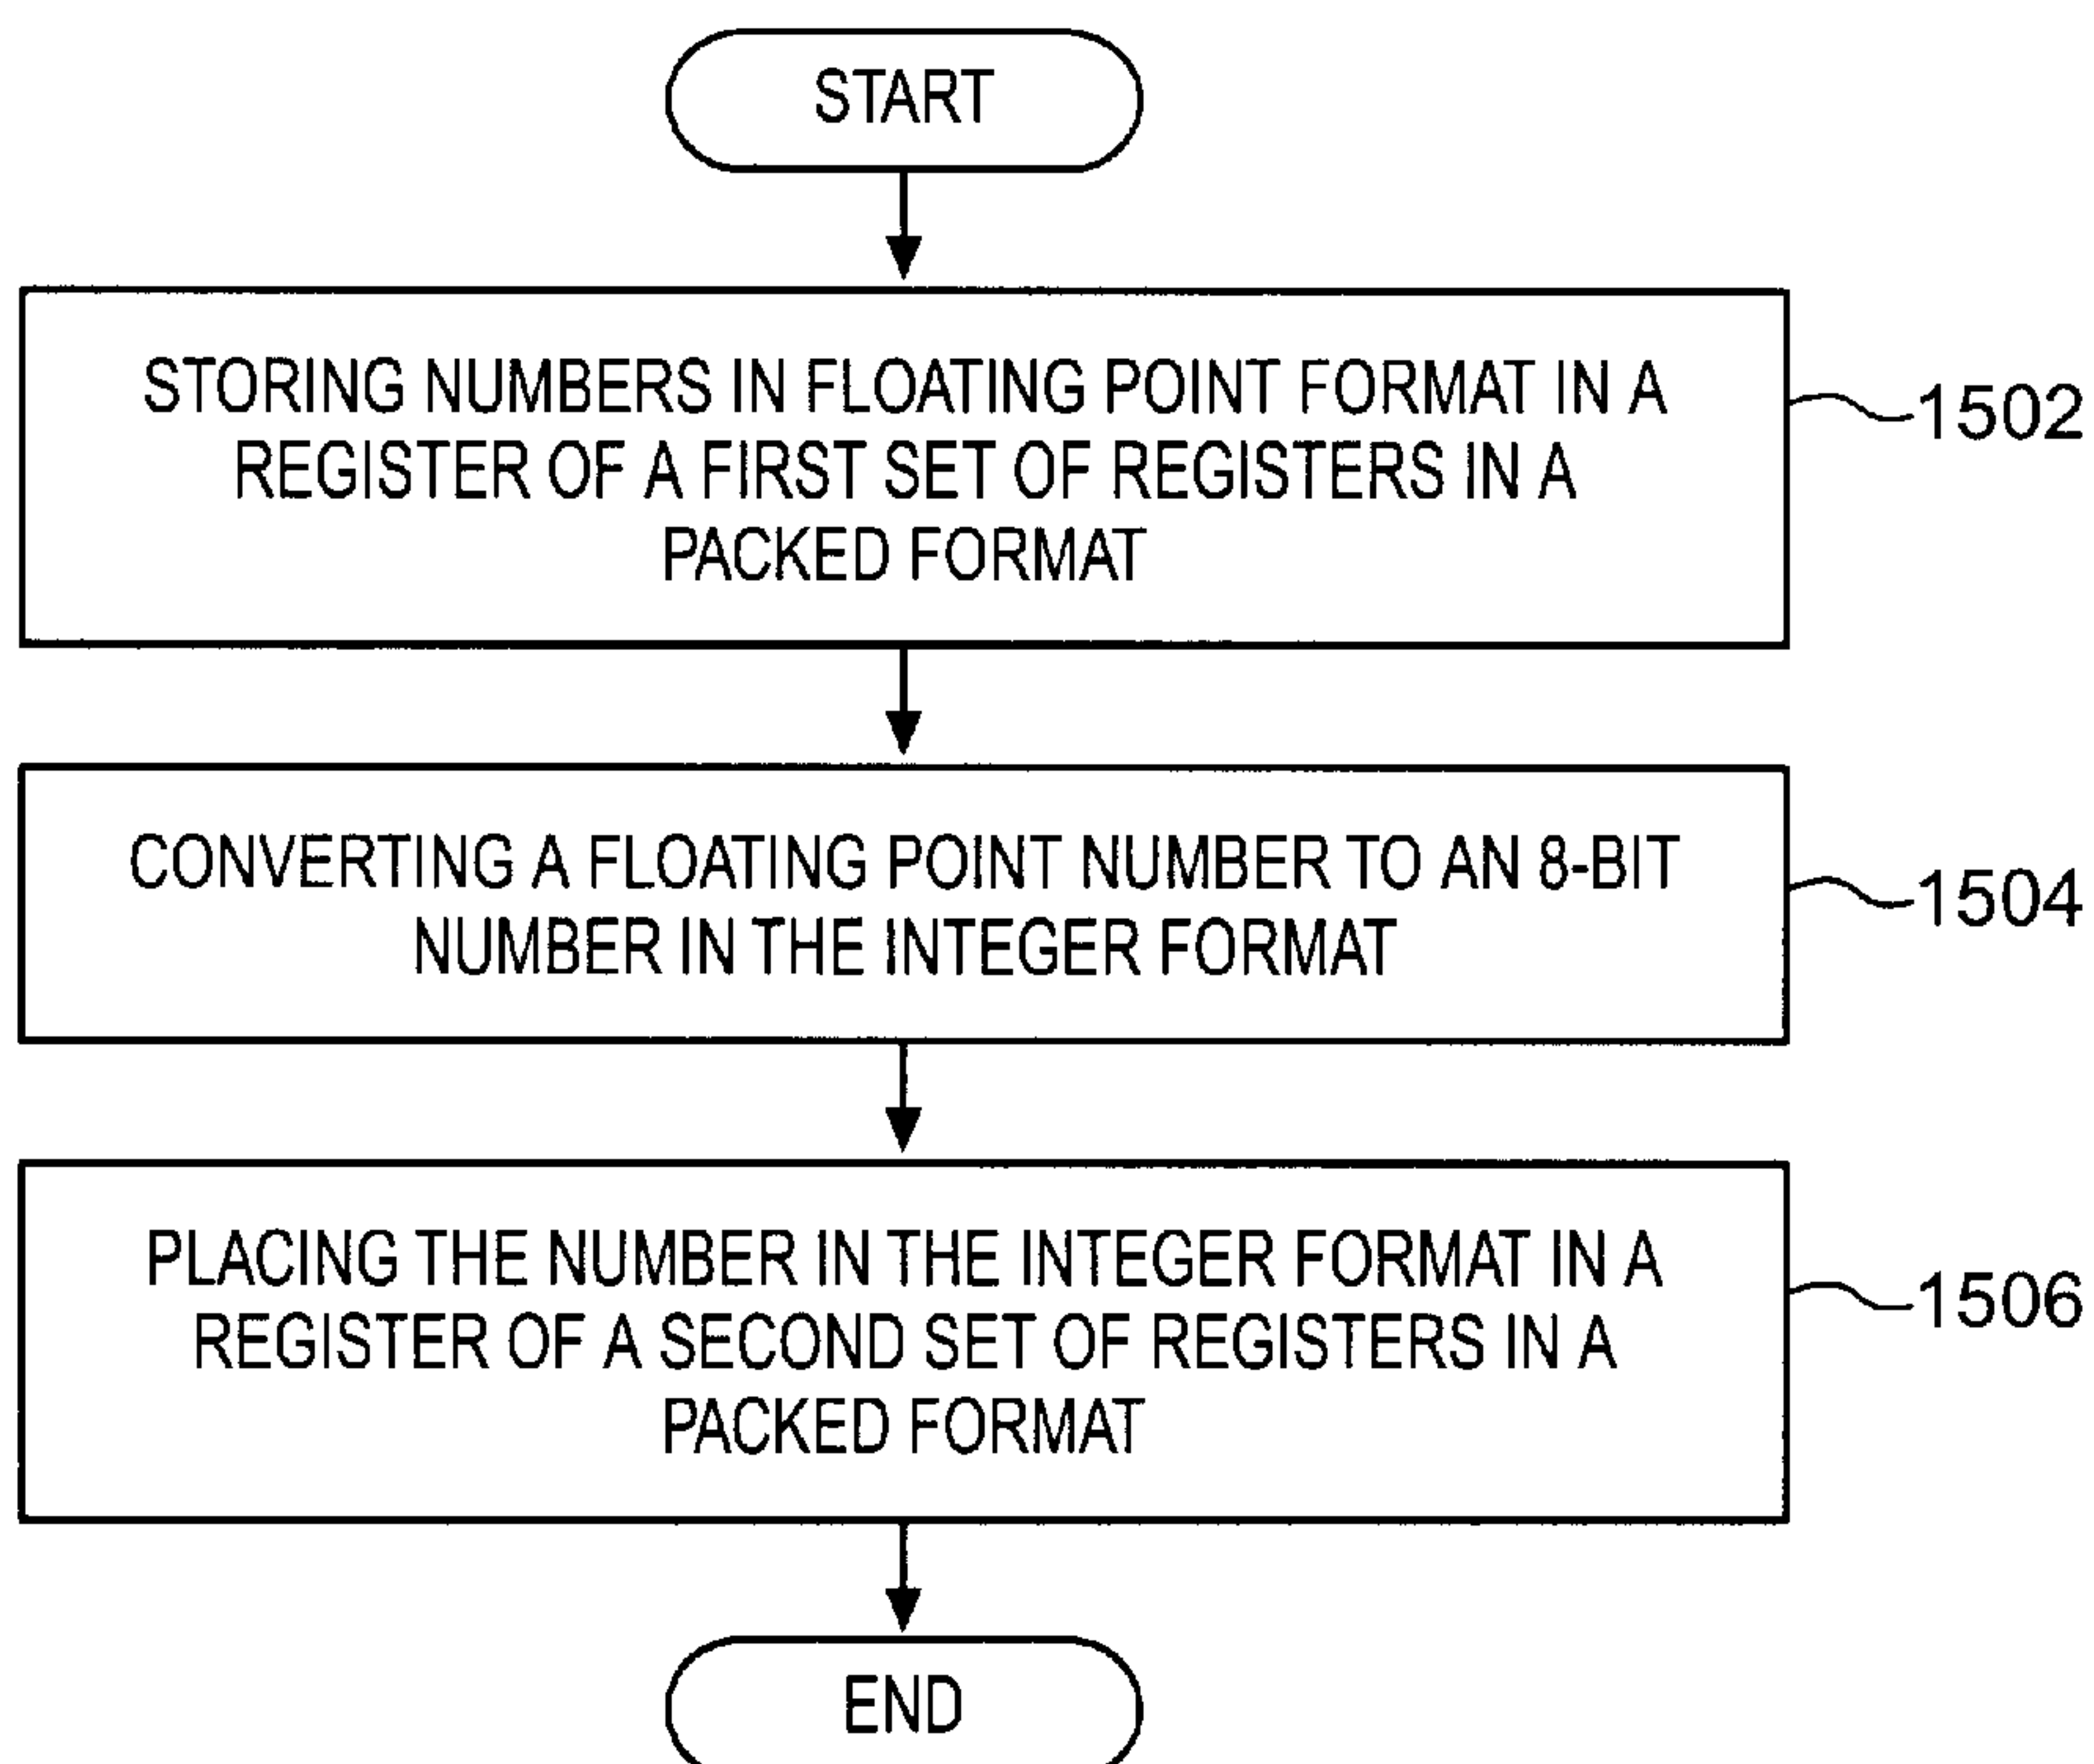 START
STORING NUMBERS IN FLOATING POINT FORMAT IN A
REGISTER OF A FIRST SET OF REGISTERS IN A
PACKED FORMAT
1502
CONVERTING A FLOATING POINT NUMBER TO AN 8-BIT
NUMBER IN THE INTEGER FORMAT
1504
PLACING THE NUMBER IN THE INTEGER FORMAT IN A
REGISTER OF A SECOND SET OF REGISTERS IN A
PACKED FORMAT
1506
END